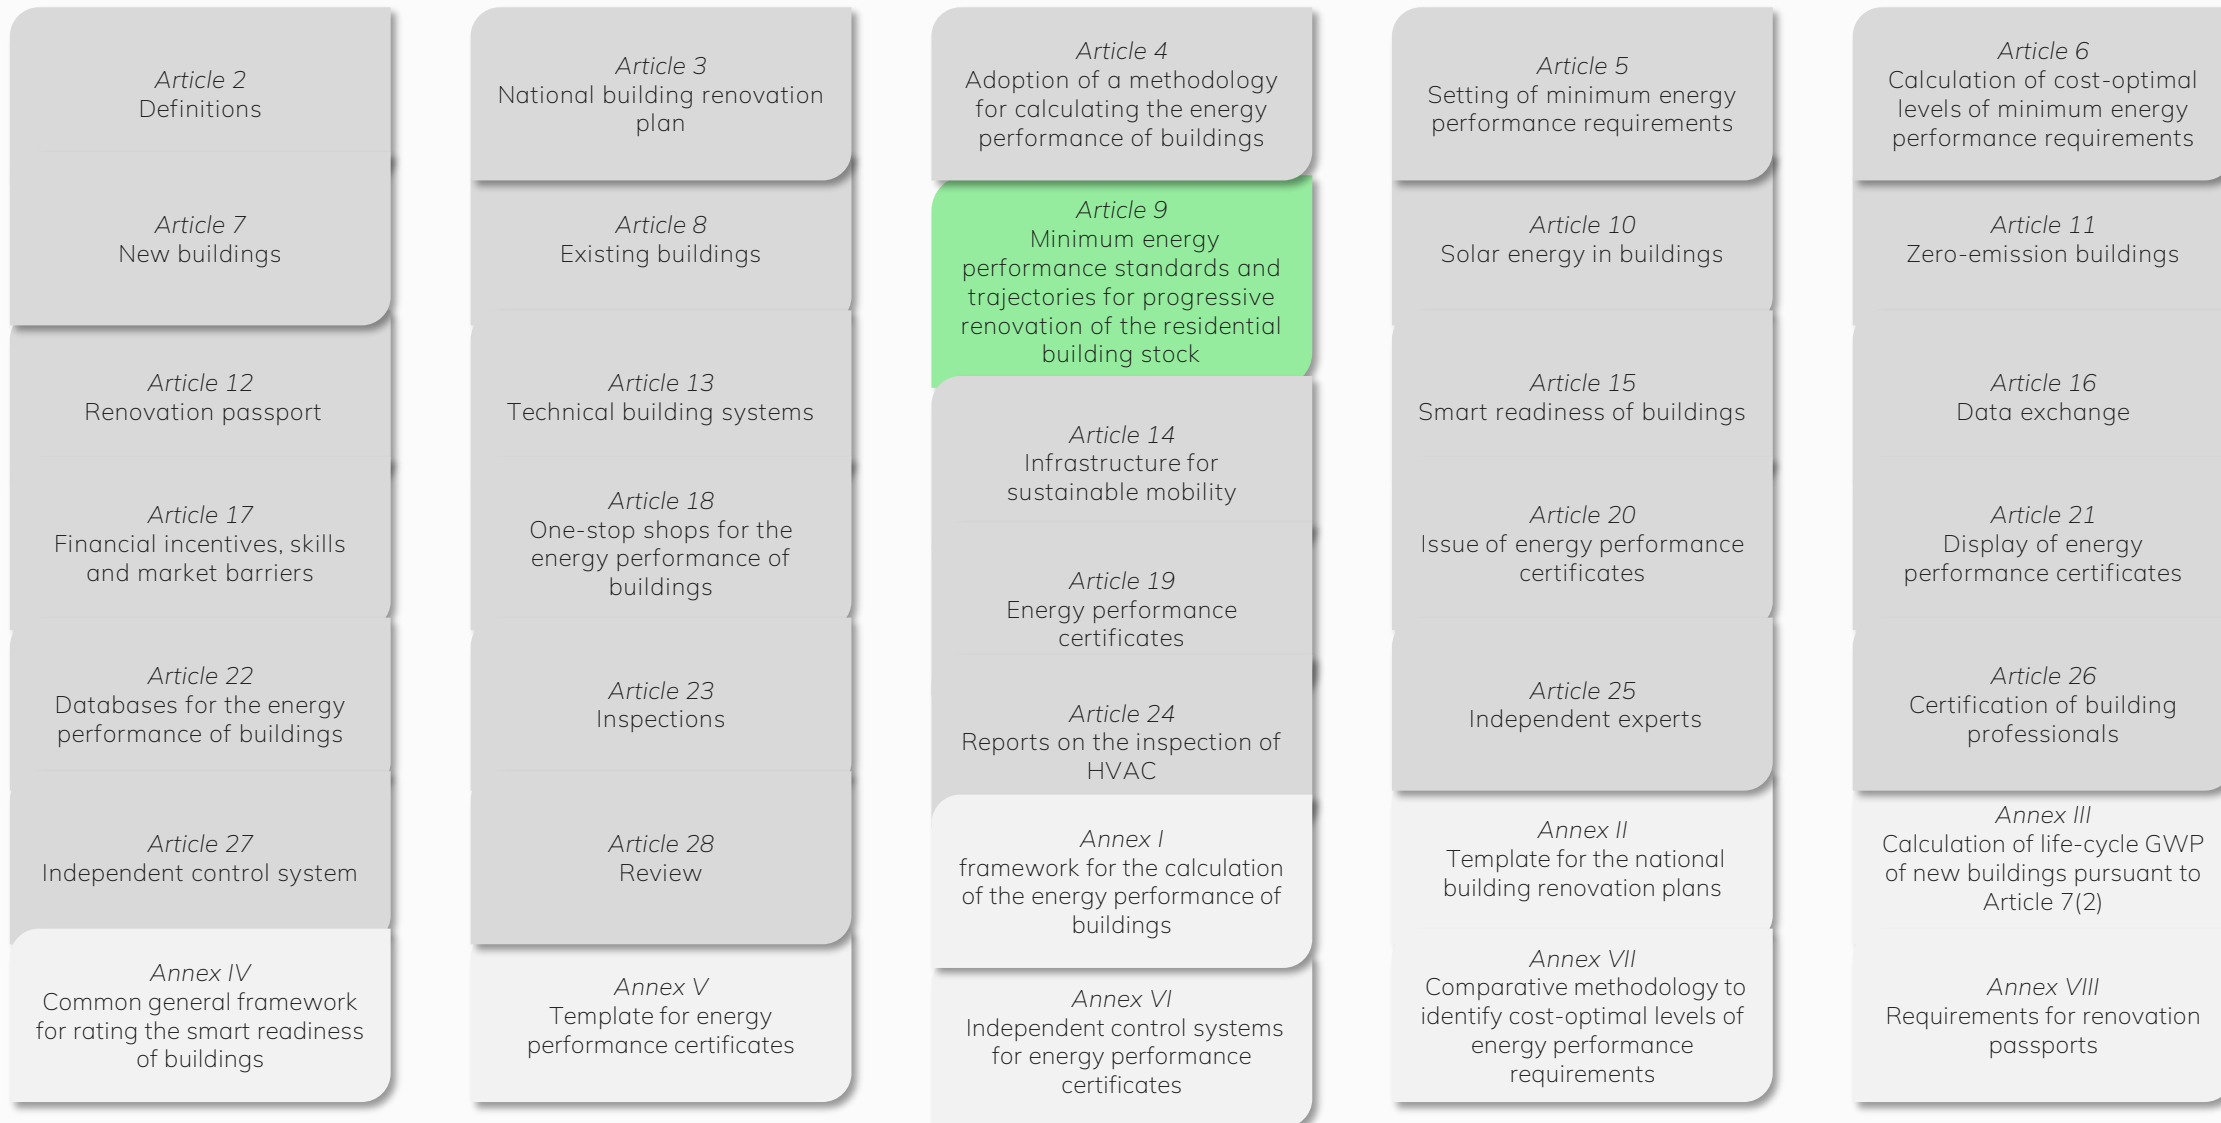 Article 2
Definitions
Article 3
National building renovation
plan
Article 4
Adoption of a methodology
for calculating the energy
performance of buildings
Article 5
Setting of minimum energy
performance requirements
Article 6
Calculation of cost-optimal
levels of minimum energy
performance requirements
Article 7
New buildings
Article 8
Existing buildings
Article 9
Minimum energy
performance standards and
trajectories for progressive
renovation of the residential
building stock
Article 10
Solar energy in buildings
Article 11
Zero-emission buildings
Article 12
Renovation passport
Article 13
Technical building systems
Article 14
Infrastructure for
sustainable mobility
Article 15
Smart readiness of buildings
Article 16
Data exchange
Article 17
Financial incentives, skills
and market barriers
Article 18
One-stop shops for the
energy performance of
buildings
Article 19
Energy performance
certificates
Article 20
Issue of energy performance
certificates
Article 21
Display of energy
performance certificates
Article 22
Databases for the energy
performance of buildings
Article 23
Inspections
Article 24
Reports on the inspection of
HVAC
Article 25
Independent experts
Article 26
Certification of building
professionals
Article 27
Independent control system
Article 28
Review
Annex I
framework for the calculation
of the energy performance of
buildings
Annex II
Template for the national
building renovation plans
Annex III
Calculation of life-cycle GWP
of new buildings pursuant to
Article 7(2)
Annex IV
Common general framework
for rating the smart readiness
of buildings
Annex V
Template for energy
performance certificates
Annex VI
Independent control systems
for energy performance
certificates
Annex VII
Comparative methodology to
identify cost-optimal levels of
energy performance
requirements
Annex VIII
Requirements for renovation
passports